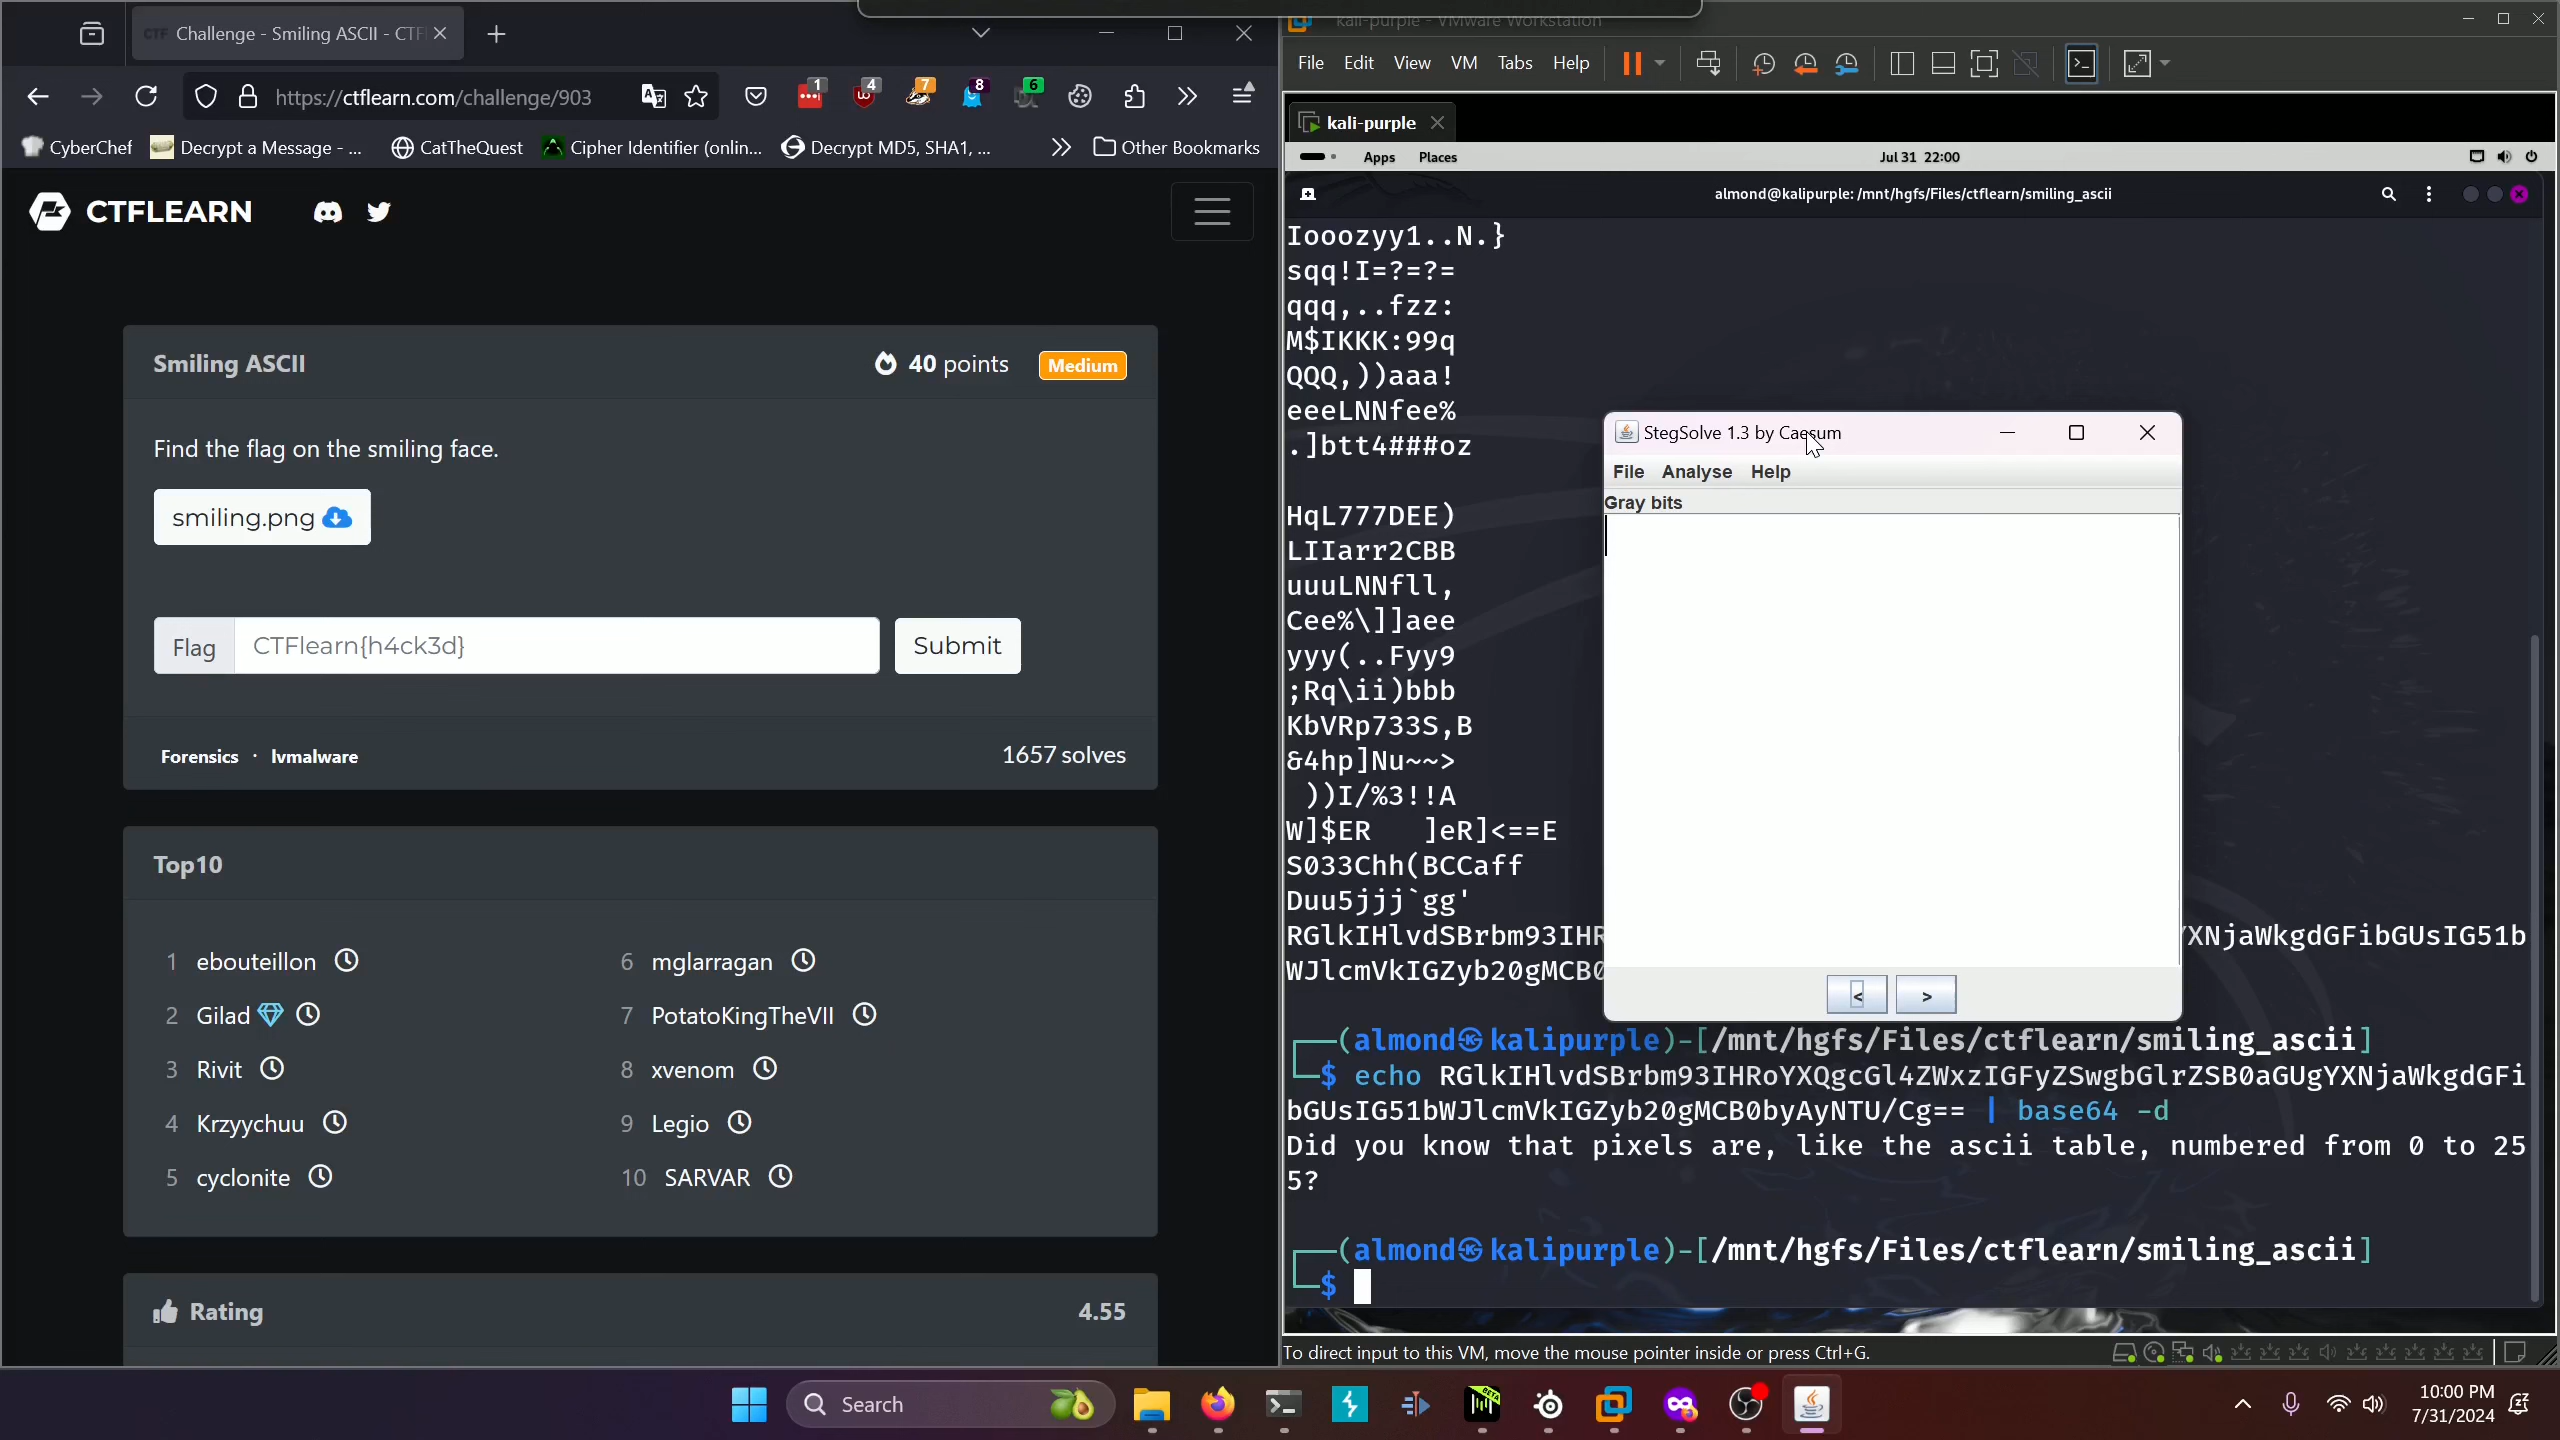 Challenge - Smiling ASCII - CTF
https://ctflearn.com/challenge/903
1
4
7
8
6
CyberChef
Decrypt a Message - ...
CatTheQuest
Cipher Identifier (onlin...
Decrypt MD5, SHA1, ...
Other Bookmarks
CTFLEARN
Smiling ASCII
40 points
Medium
Find the flag on the smiling face.
smiling.png
Flag
CTFlearn{h4ck3d}
Submit
Forensics · lvmalware
1657 solves
Top10
1 ebouteillon
2 Gilad
3 Rivit
4 Krzyychuu
5 cyclonite
6 mglarragan
7 PotatoKingTheVII
8 xvenom
9 Legio
10 SARVAR
Rating
4.55
kali-purple - VMware Workstation
File Edit View VM Tabs Help
kali-purple
Apps Places
Jul 31 22:00
almond@kalipurple: /mnt/hgfs/Files/ctflearn/smiling_ascii
Iooozyy1..N.}
sqq!I=?=?=
qqq,..fzz:
M$IKKK:99q
QQQ,))aaa!
eeeLNNfee%
.]btt4###oz
HqL777DEE)
LIIarr2CBB
uuuLNNfll,
Cee%\]]aee
yyy(..Fyy9
;Rq\ii)bbb
KbVRp733S,B
&4hp]Nu~~>
))I/%3!!A
W]$ER ]eR]<==E
S033Chh(BCCaff
Duu5jjj`gg'
RGlkIHlvdSBrbm93IHR
XNjaWkgdGFibGUsIG51b
WJlcmVkIGZyb20gMCB0
StegSolve 1.3 by Caesum
File Analyse Help
Gray bits
<
>
(almond㉿kalipurple)-[/mnt/hgfs/Files/ctflearn/smiling_ascii]
$ echo RGlkIHlvdSBrbm93IHRoYXQgcGl4ZWxzIGFyZSwgbGlrZSB0aGUgYXNjaWkgdGFi
bGUsIG51bWJlcmVkIGZyb20gMCB0byAyNTU/Cg== | base64 -d
Did you know that pixels are, like the ascii table, numbered from 0 to 25
5?
(almond㉿kalipurple)-[/mnt/hgfs/Files/ctflearn/smiling_ascii]
$
To direct input to this VM, move the mouse pointer inside or press Ctrl+G.
Search
BETA
10:00 PM
7/31/2024